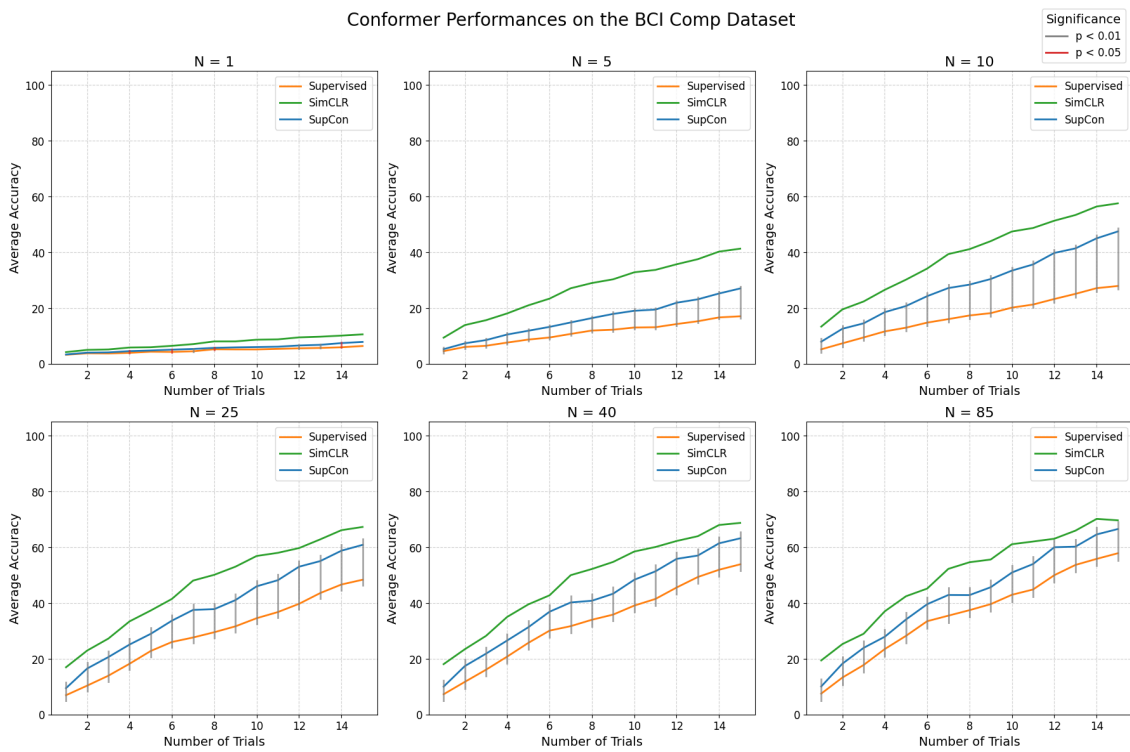 Conformer Performances on the BCI Comp Dataset
Significance
p < 0.01
p < 0.05
N = 1
100
80
60
40
20
0
Average Accuracy
2 4 6 8 10 12 14
Number of Trials
Supervised
SimCLR
SupCon
N = 5
100
80
60
40
20
0
Average Accuracy
2 4 6 8 10 12 14
Number of Trials
Supervised
SimCLR
SupCon
N = 10
100
80
60
40
20
0
Average Accuracy
2 4 6 8 10 12 14
Number of Trials
Supervised
SimCLR
SupCon
N = 25
100
80
60
40
20
0
Average Accuracy
2 4 6 8 10 12 14
Number of Trials
Supervised
SimCLR
SupCon
N = 40
100
80
60
40
20
0
Average Accuracy
2 4 6 8 10 12 14
Number of Trials
Supervised
SimCLR
SupCon
N = 85
100
80
60
40
20
0
Average Accuracy
2 4 6 8 10 12 14
Number of Trials
Supervised
SimCLR
SupCon